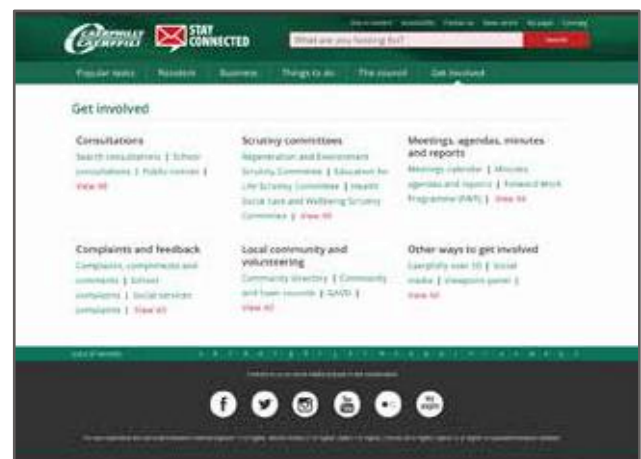 CAERPHILLY
CAERFFILI
STAY
CONNECTED
What are you looking for?
Search
Popular tasks Resident Business Things to do The council Get Involved
Get involved
Consultations
Search consultations | School
consultations | Public notices |
View All
Scrutiny committees
Regeneration and Environment
Scrutiny Committee | Education for
Life Scrutiny Committee | Health
Social Care and Wellbeing Scrutiny
Committee | View All
Meetings, agendas, minutes
and reports
Meetings calendar | Minutes
agendas and reports | Forward Work
Programme (FWP) | View All
Complaints and feedback
Complaints, compliments and
comments | School
complaints | Social services
complaints | View All
Local community and
volunteering
Community directory | Community
and town councils | GAVO |
View All
Other ways to get involved
Caerphilly over 50 | Social
media | Viewpoint panel |
View All
You
Tube